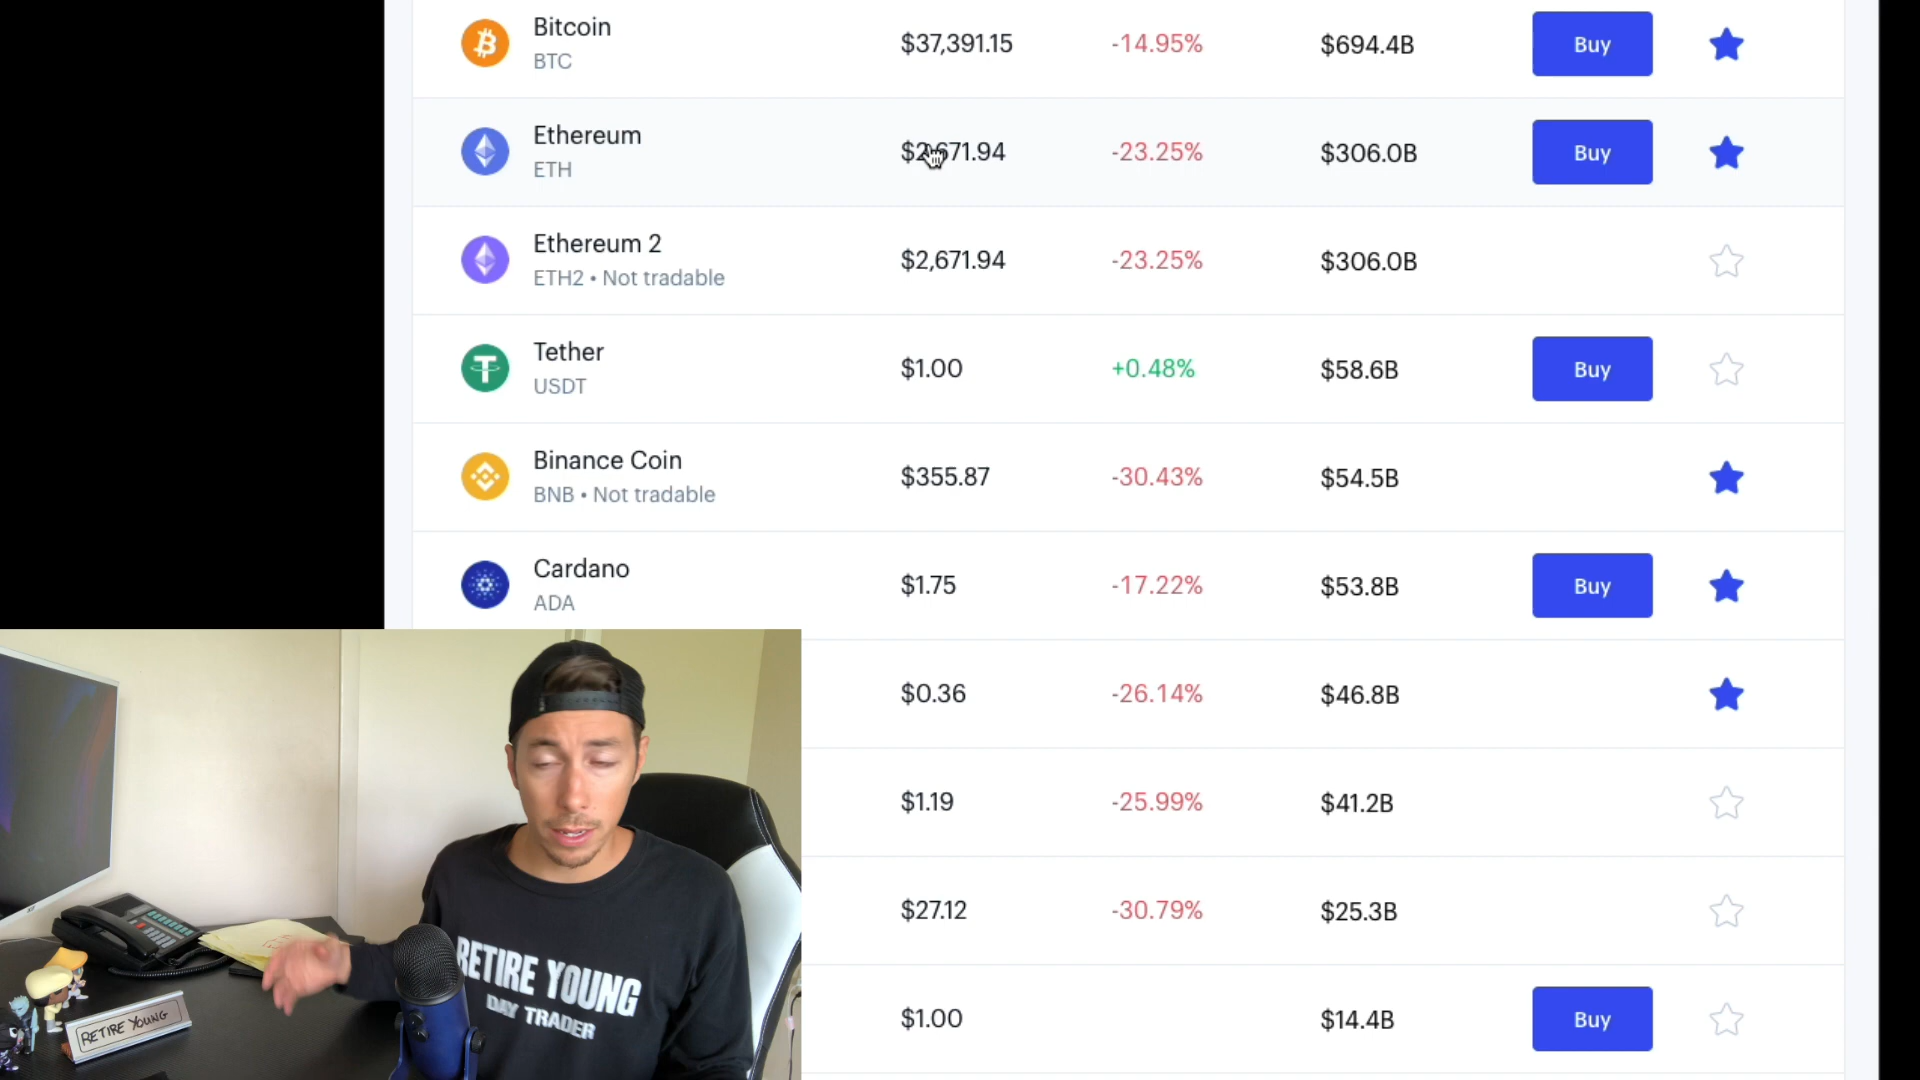 Bitcoin
BTC
$37,391.15
-14.95%
$694.4B
Buy
Ethereum
ETH
$2,671.94
-23.25%
$306.0B
Buy
Ethereum 2
ETH2 • Not tradable
$2,671.94
-23.25%
$306.0B
Tether
USDT
$1.00
+0.48%
$58.6B
Buy
Binance Coin
BNB • Not tradable
$355.87
-30.43%
$54.5B
Cardano
ADA
$1.75
-17.22%
$53.8B
Buy
$0.36
-26.14%
$46.8B
$1.19
-25.99%
$41.2B
$27.12
-30.79%
$25.3B
$1.00
$14.4B
Buy
RETIRE YOUNG
DAY TRADER
RETIRE YOUNG